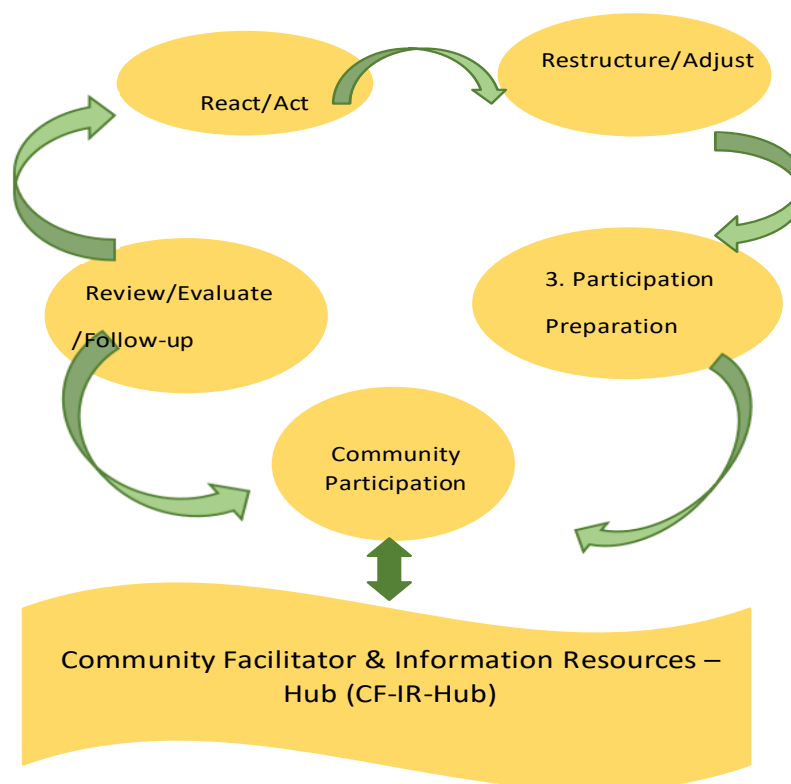 React/Act
Restructure/Adjust
Review/Evaluate
/Follow-up
3. Participation
Preparation
Community
Participation
Community Facilitator & Information Resources –
Hub (CF-IR-Hub)